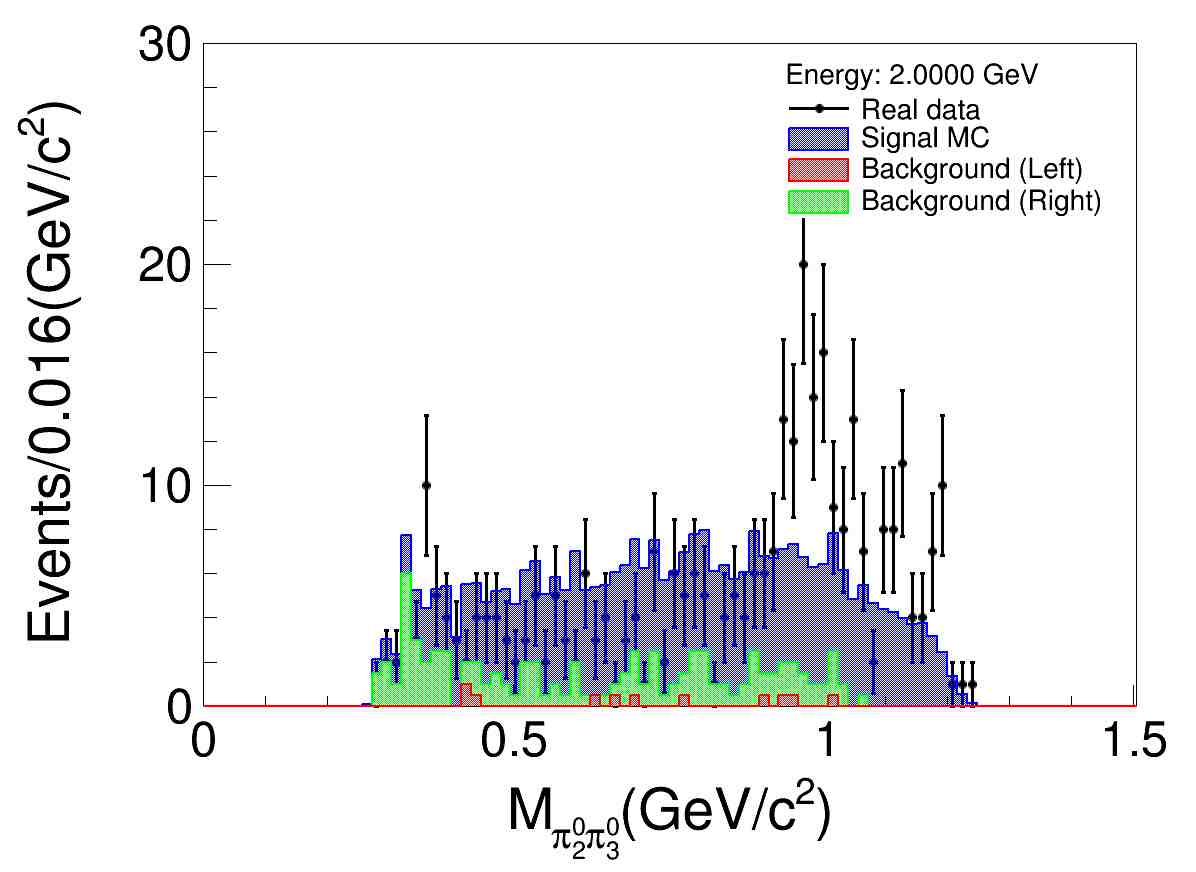 30
20
10
0
Events/0.016(GeV/c²)
Energy: 2.0000 GeV
Real data
Signal MC
Background (Left)
Background (Right)
0 0.5 1 1.5
M_{π⁰₂π⁰₃}(GeV/c²)